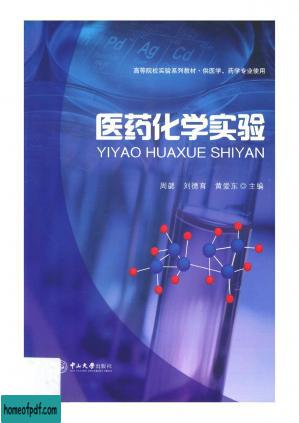 Pd Ag Cd
高等院校实验系列教材·供医学、药学专业使用
医药化学实验
YIYAO HUAXUE SHIYAN
周勰 刘德育 黄爱东◎主编
中山大学出版社
homeofpdf.com